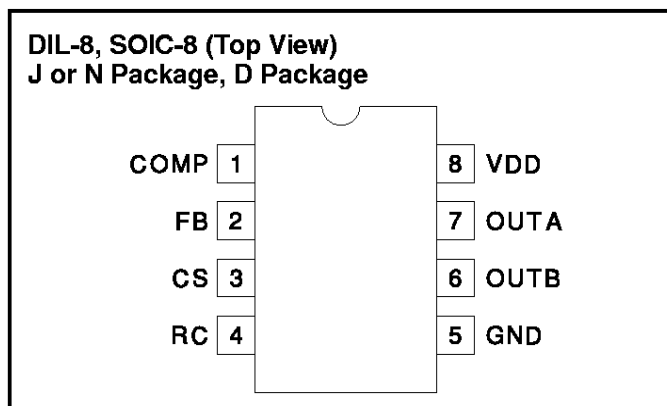 DIL-8, SOIC-8 (Top View)
J or N Package, D Package
COMP 1 8 VDD
FB 2 7 OUTA
CS 3 6 OUTB
RC 4 5 GND